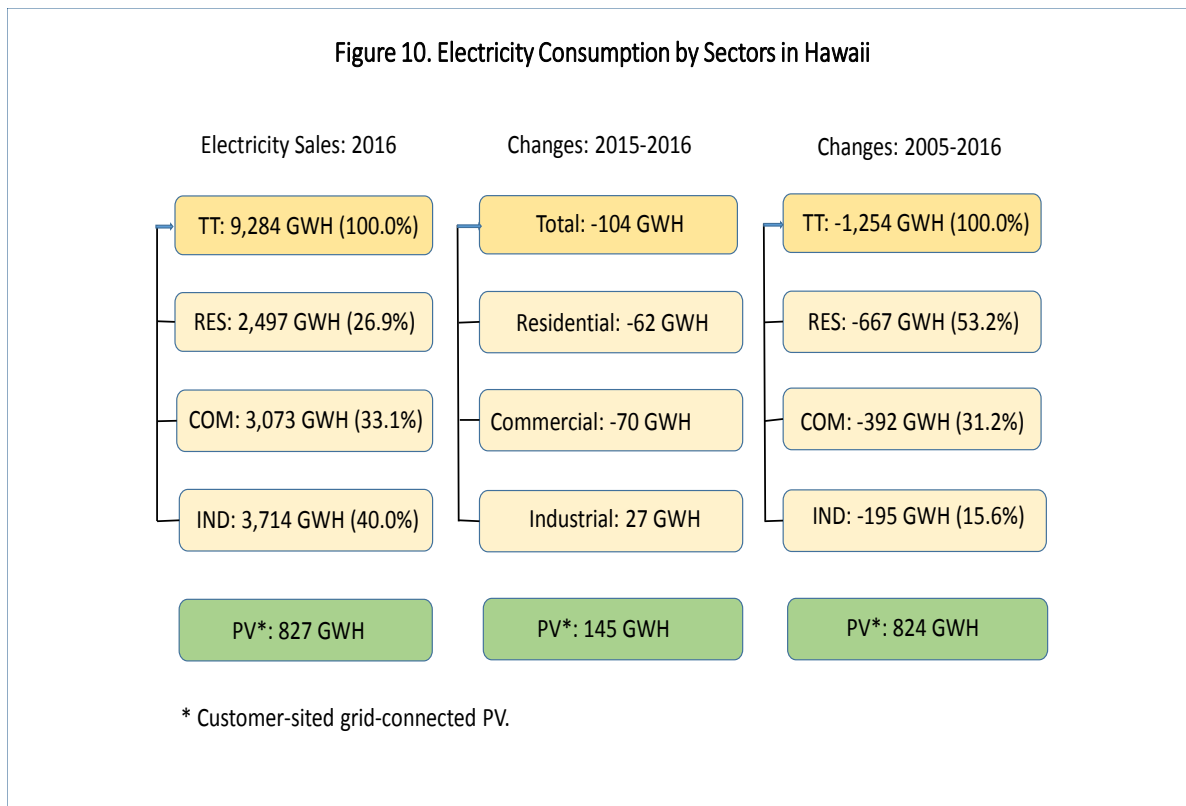 Figure 10. Electricity Consumption by Sectors in Hawaii
Electricity Sales: 2016
TT: 9,284 GWH (100.0%)
RES: 2,497 GWH (26.9%)
COM: 3,073 GWH (33.1%)
IND: 3,714 GWH (40.0%)
PV*: 827 GWH
Changes: 2015-2016
Total: -104 GWH
Residential: -62 GWH
Commercial: -70 GWH
Industrial: 27 GWH
PV*: 145 GWH
Changes: 2005-2016
TT: -1,254 GWH (100.0%)
RES: -667 GWH (53.2%)
COM: -392 GWH (31.2%)
IND: -195 GWH (15.6%)
PV*: 824 GWH
* Customer-sited grid-connected PV.